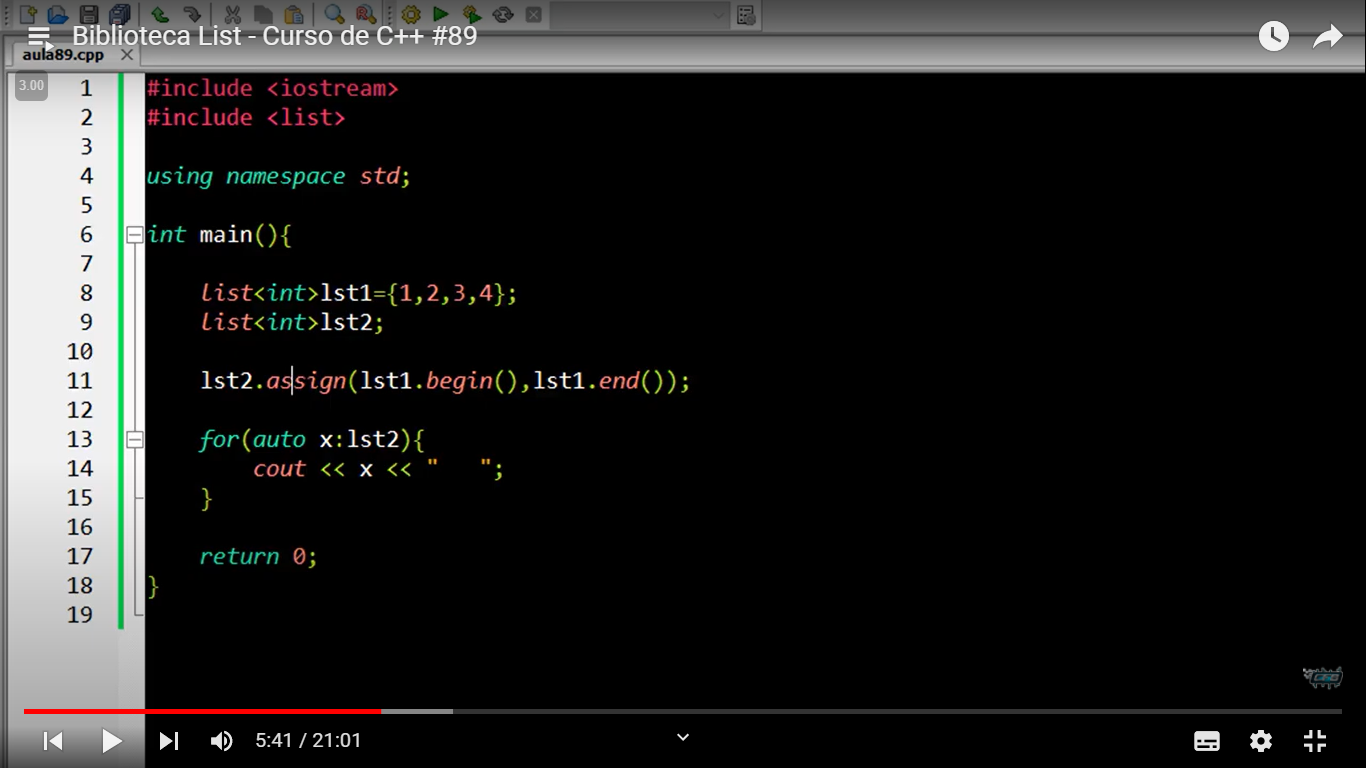 Biblioteca List - Curso de C++ #89
aula89.cpp
3.00
1 #include <iostream>
2 #include <list>
3
4 using namespace std;
5
6 int main(){
7
8 list<int>lst1={1,2,3,4};
9 list<int>lst2;
10
11 lst2.assign(lst1.begin(),lst1.end());
12
13 for(auto x:lst2){
14 cout << x << "   ";
15 }
16
17 return 0;
18 }
19
5:41 / 21:01